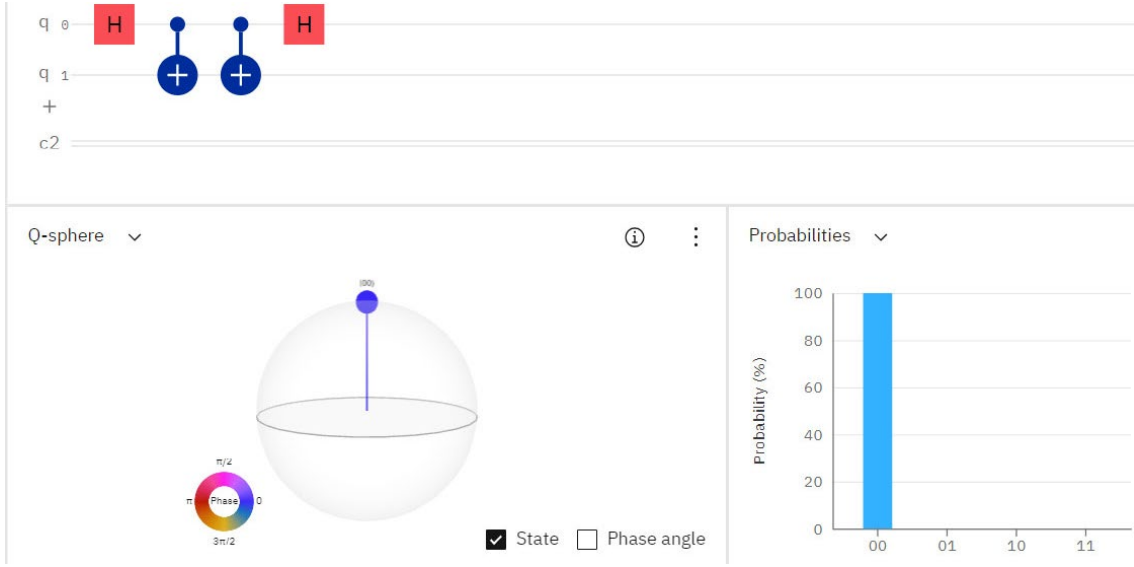 q 0 H H
q 1
+
c2
Q-sphere
Probabilities
|00⟩
π/2
π Phase 0
3π/2
State Phase angle
Probability (%)
100
80
60
40
20
0
00 01 10 11